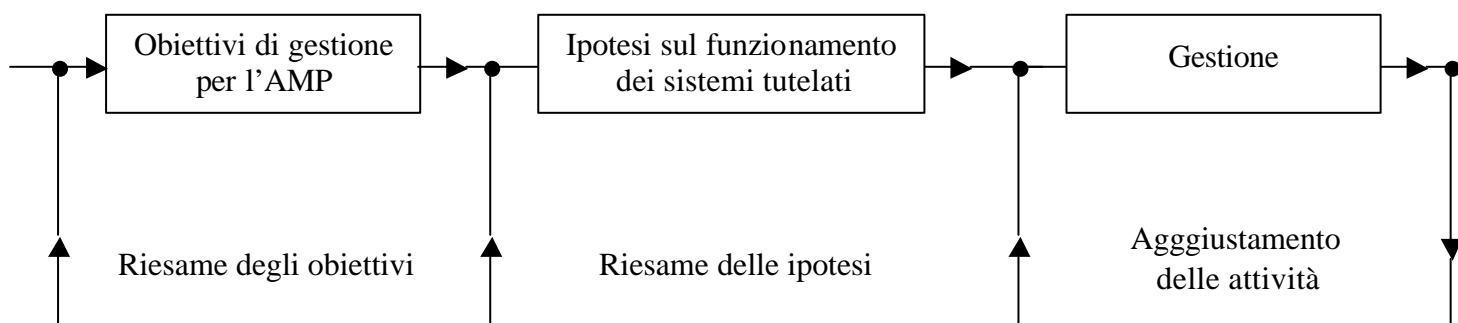 Obiettivi di gestione
per l'AMP
Ipotesi sul funzionamento
dei sistemi tutelati
Gestione
Riesame degli obiettivi
Riesame delle ipotesi
Agggiustamento
delle attività